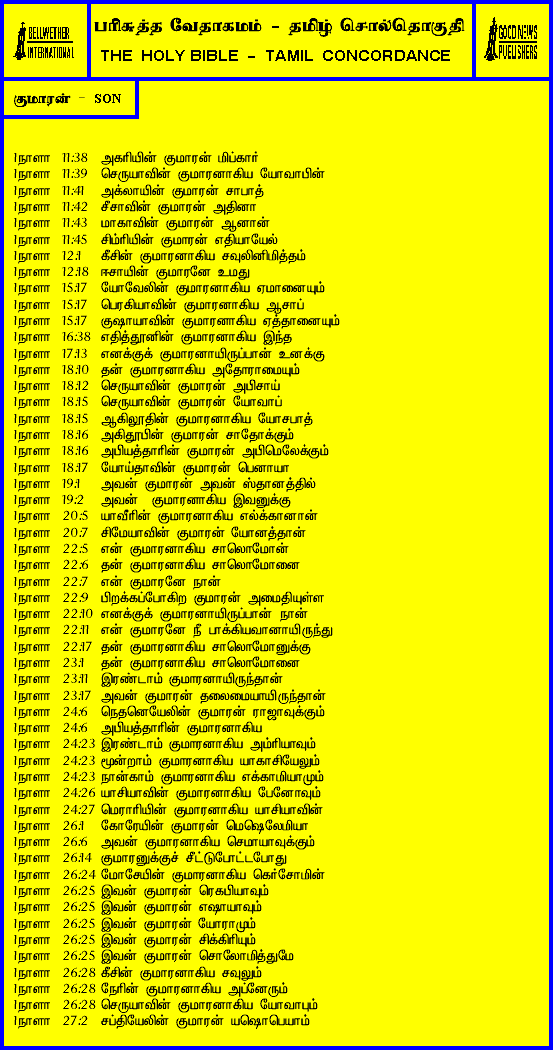 BELLWETHER
INTERNATIONAL
பரிசுத்த வேதாகமம் - தமிழ் சொல்தொகுதி
THE HOLY BIBLE - TAMIL CONCORDANCE
GOOD NEWS
PUBLISHERS
குமாரன் - SON
1நாளா 11:38 அகரியின் குமாரன் மிப்கார்
1நாளா 11:39 செருயாவின் குமாரனாகிய யோவாபின்
1நாளா 11:41 அக்லாயின் குமாரன் சாபாத்
1நாளா 11:42 சீசாவின் குமாரன் அதினா
1நாளா 11:43 மாகாவின் குமாரன் ஆனான்
1நாளா 11:45 சிம்ரியின் குமாரன் எதியாயேல்
1நாளா 12:1 கீசின் குமாரனாகிய சவுலினிமித்தம்
1நாளா 12:18 ஈசாயின் குமாரனே உமது
1நாளா 15:17 யோவேலின் குமாரனாகிய ஏமானையும்
1நாளா 15:17 பெரகியாவின் குமாரனாகிய ஆசாப்
1நாளா 15:17 குஷாயாவின் குமாரனாகிய ஏத்தானையும்
1நாளா 16:38 எதித்தூனின் குமாரனாகிய இந்த
1நாளா 17:13 எனக்குக் குமாரனாயிருப்பான் உனக்கு
1நாளா 18:10 தன் குமாரனாகிய அதோராமையும்
1நாளா 18:12 செருயாவின் குமாரன் அபிசாய்
1நாளா 18:15 செருயாவின் குமாரன் யோவாப்
1நாளா 18:15 ஆகிலூதின் குமாரனாகிய யோசபாத்
1நாளா 18:16 அகிதூபின் குமாரன் சாதோக்கும்
1நாளா 18:16 அபியத்தாரின் குமாரன் அபிமெலேக்கும்
1நாளா 18:17 யோய்தாவின் குமாரன் பெனாயா
1நாளா 19:1 அவன் குமாரன் அவன் ஸ்தானத்தில்
1நாளா 19:2 அவன் குமாரனாகிய இவனுக்கு
1நாளா 20:5 யாவீரின் குமாரனாகிய எல்க்கானான்
1நாளா 20:7 சிமேயாவின் குமாரன் யோனத்தான்
1நாளா 22:5 என் குமாரனாகிய சாலொமோன்
1நாளா 22:6 தன் குமாரனாகிய சாலொமோனை
1நாளா 22:7 என் குமாரனே நான்
1நாளா 22:9 பிறக்கப்போகிற குமாரன் அமைதியுள்ள
1நாளா 22:10 எனக்குக் குமாரனாயிருப்பான் நான்
1நாளா 22:11 என் குமாரனே நீ பாக்கியவானாயிருந்து
1நாளா 22:17 தன் குமாரனாகிய சாலொமோனுக்கு
1நாளா 23:1 தன் குமாரனாகிய சாலொமோனை
1நாளா 23:11 இரண்டாம் குமாரனாயிருந்தான்
1நாளா 23:17 அவன் குமாரன் தலைமையாயிருந்தான்
1நாளா 24:6 நெதனெயேலின் குமாரன் ராஜாவுக்கும்
1நாளா 24:6 அபியத்தாரின் குமாரனாகிய
1நாளா 24:23 இரண்டாம் குமாரனாகிய அம்ரியாவும்
1நாளா 24:23 மூன்றாம் குமாரனாகிய யாகாசியேலும்
1நாளா 24:23 நான்காம் குமாரனாகிய எக்காமியாமும்
1நாளா 24:26 யாசியாவின் குமாரனாகிய பேனோவும்
1நாளா 24:27 மெராரியின் குமாரனாகிய யாசியாவின்
1நாளா 26:1 கோரேயின் குமாரன் மெஷெலேமியா
1நாளா 26:6 அவன் குமாரனாகிய செமாயாவுக்கும்
1நாளா 26:14 குமாரனுக்குச் சீட்டுபோட்டபோது
1நாளா 26:24 மோசேயின் குமாரனாகிய கெர்சோமின்
1நாளா 26:25 இவன் குமாரன் ரெகபியாவும்
1நாளா 26:25 இவன் குமாரன் எஷாயாவும்
1நாளா 26:25 இவன் குமாரன் யோராமும்
1நாளா 26:25 இவன் குமாரன் சிக்கிரியும்
1நாளா 26:25 இவன் குமாரன் சொலோமித்துமே
1நாளா 26:28 கீசின் குமாரனாகிய சவுலும்
1நாளா 26:28 நேரின் குமாரனாகிய அப்னேரும்
1நாளா 26:28 செருயாவின் குமாரனாகிய யோவாபும்
1நாளா 27:2 சப்தியேலின் குமாரன் யஷொபெயாம்